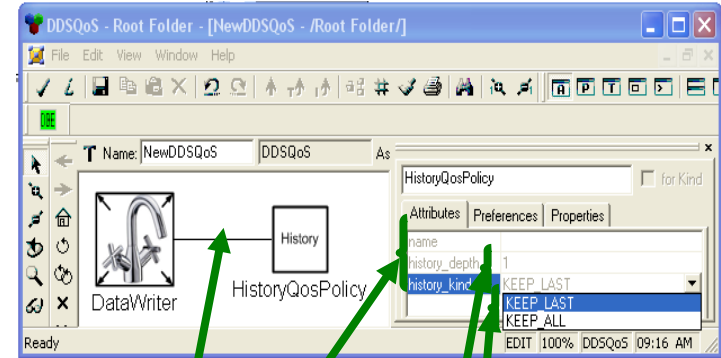 DDSQoS - Root Folder - [NewDDSQoS - /Root Folder/]
File Edit View Window Help
A P T
OBE
T Name: NewDDSQoS DDSQoS As
HistoryQosPolicy for Kind
Attributes Preferences Properties
name
history_depth 1
history_kind KEEP_LAST
KEEP_LAST
KEEP_ALL
History
DataWriter HistoryQosPolicy
Ready EDIT 100% DDSQoS 09:16 AM